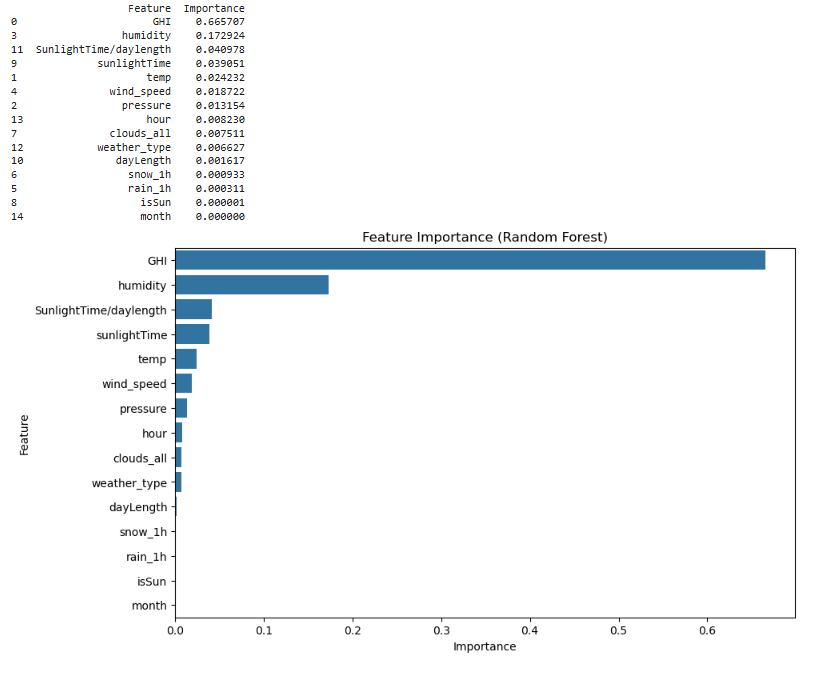 Feature Importance
0 GHI 0.665707
3 humidity 0.172924
11 SunlightTime/daylength 0.040978
9 sunlightTime 0.039051
1 temp 0.024232
4 wind_speed 0.018722
2 pressure 0.013154
13 hour 0.008230
7 clouds_all 0.007511
12 weather_type 0.006627
10 dayLength 0.001617
6 snow_1h 0.000933
5 rain_1h 0.000311
8 isSun 0.000001
14 month 0.000000
Feature Importance (Random Forest)
GHI
humidity
SunlightTime/daylength
sunlightTime
temp
wind_speed
pressure
hour
clouds_all
weather_type
dayLength
snow_1h
rain_1h
isSun
month
Feature
0.0 0.1 0.2 0.3 0.4 0.5 0.6
Importance